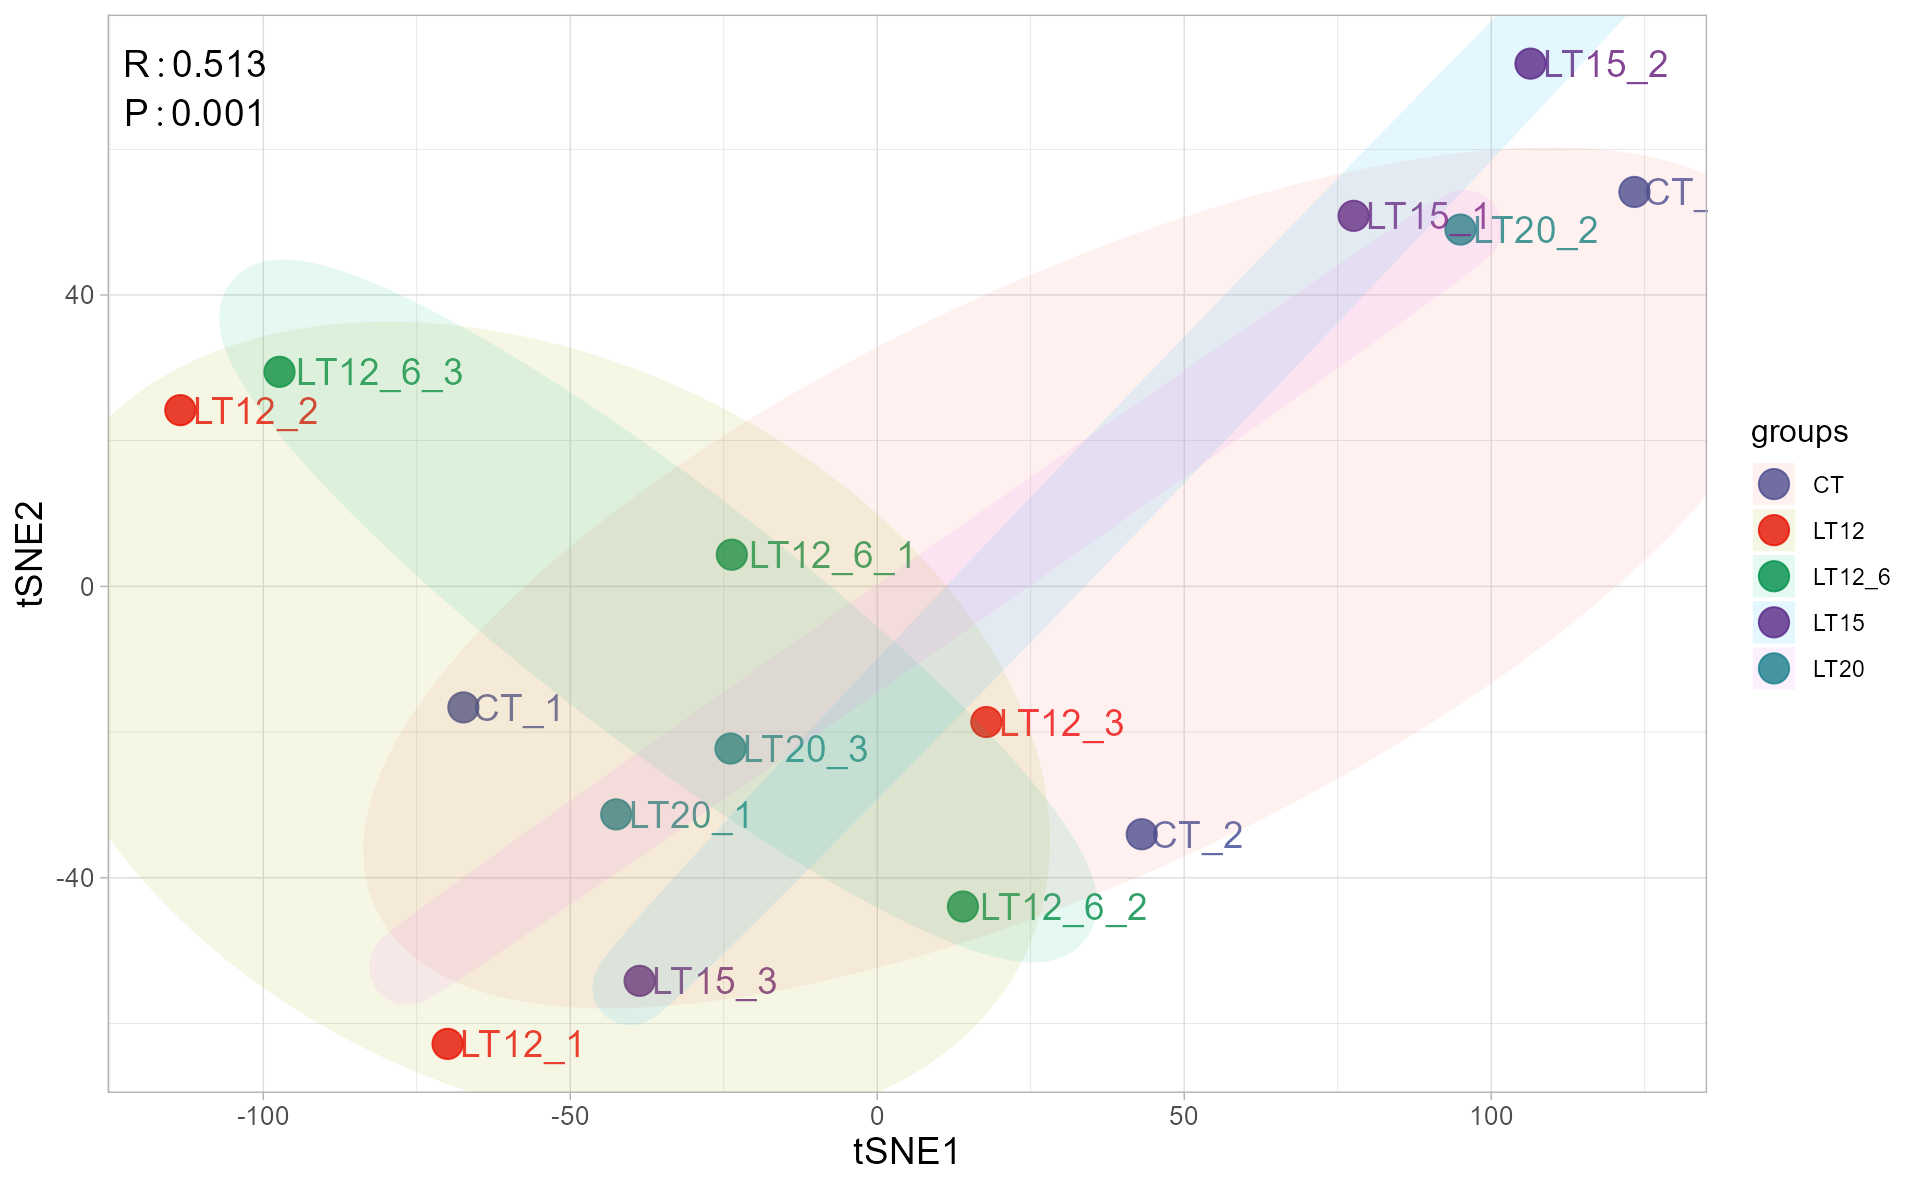 R : 0.513
P : 0.001
LT15_2
CT_
LT15_1
LT20_2
LT12_6_3
LT12_2
LT12_6_1
CT_1
LT12_3
LT20_3
LT20_1
CT_2
LT12_6_2
LT15_3
LT12_1
40
0
-40
tSNE2
-100
-50
0
50
100
tSNE1
groups
CT
LT12
LT12_6
LT15
LT20